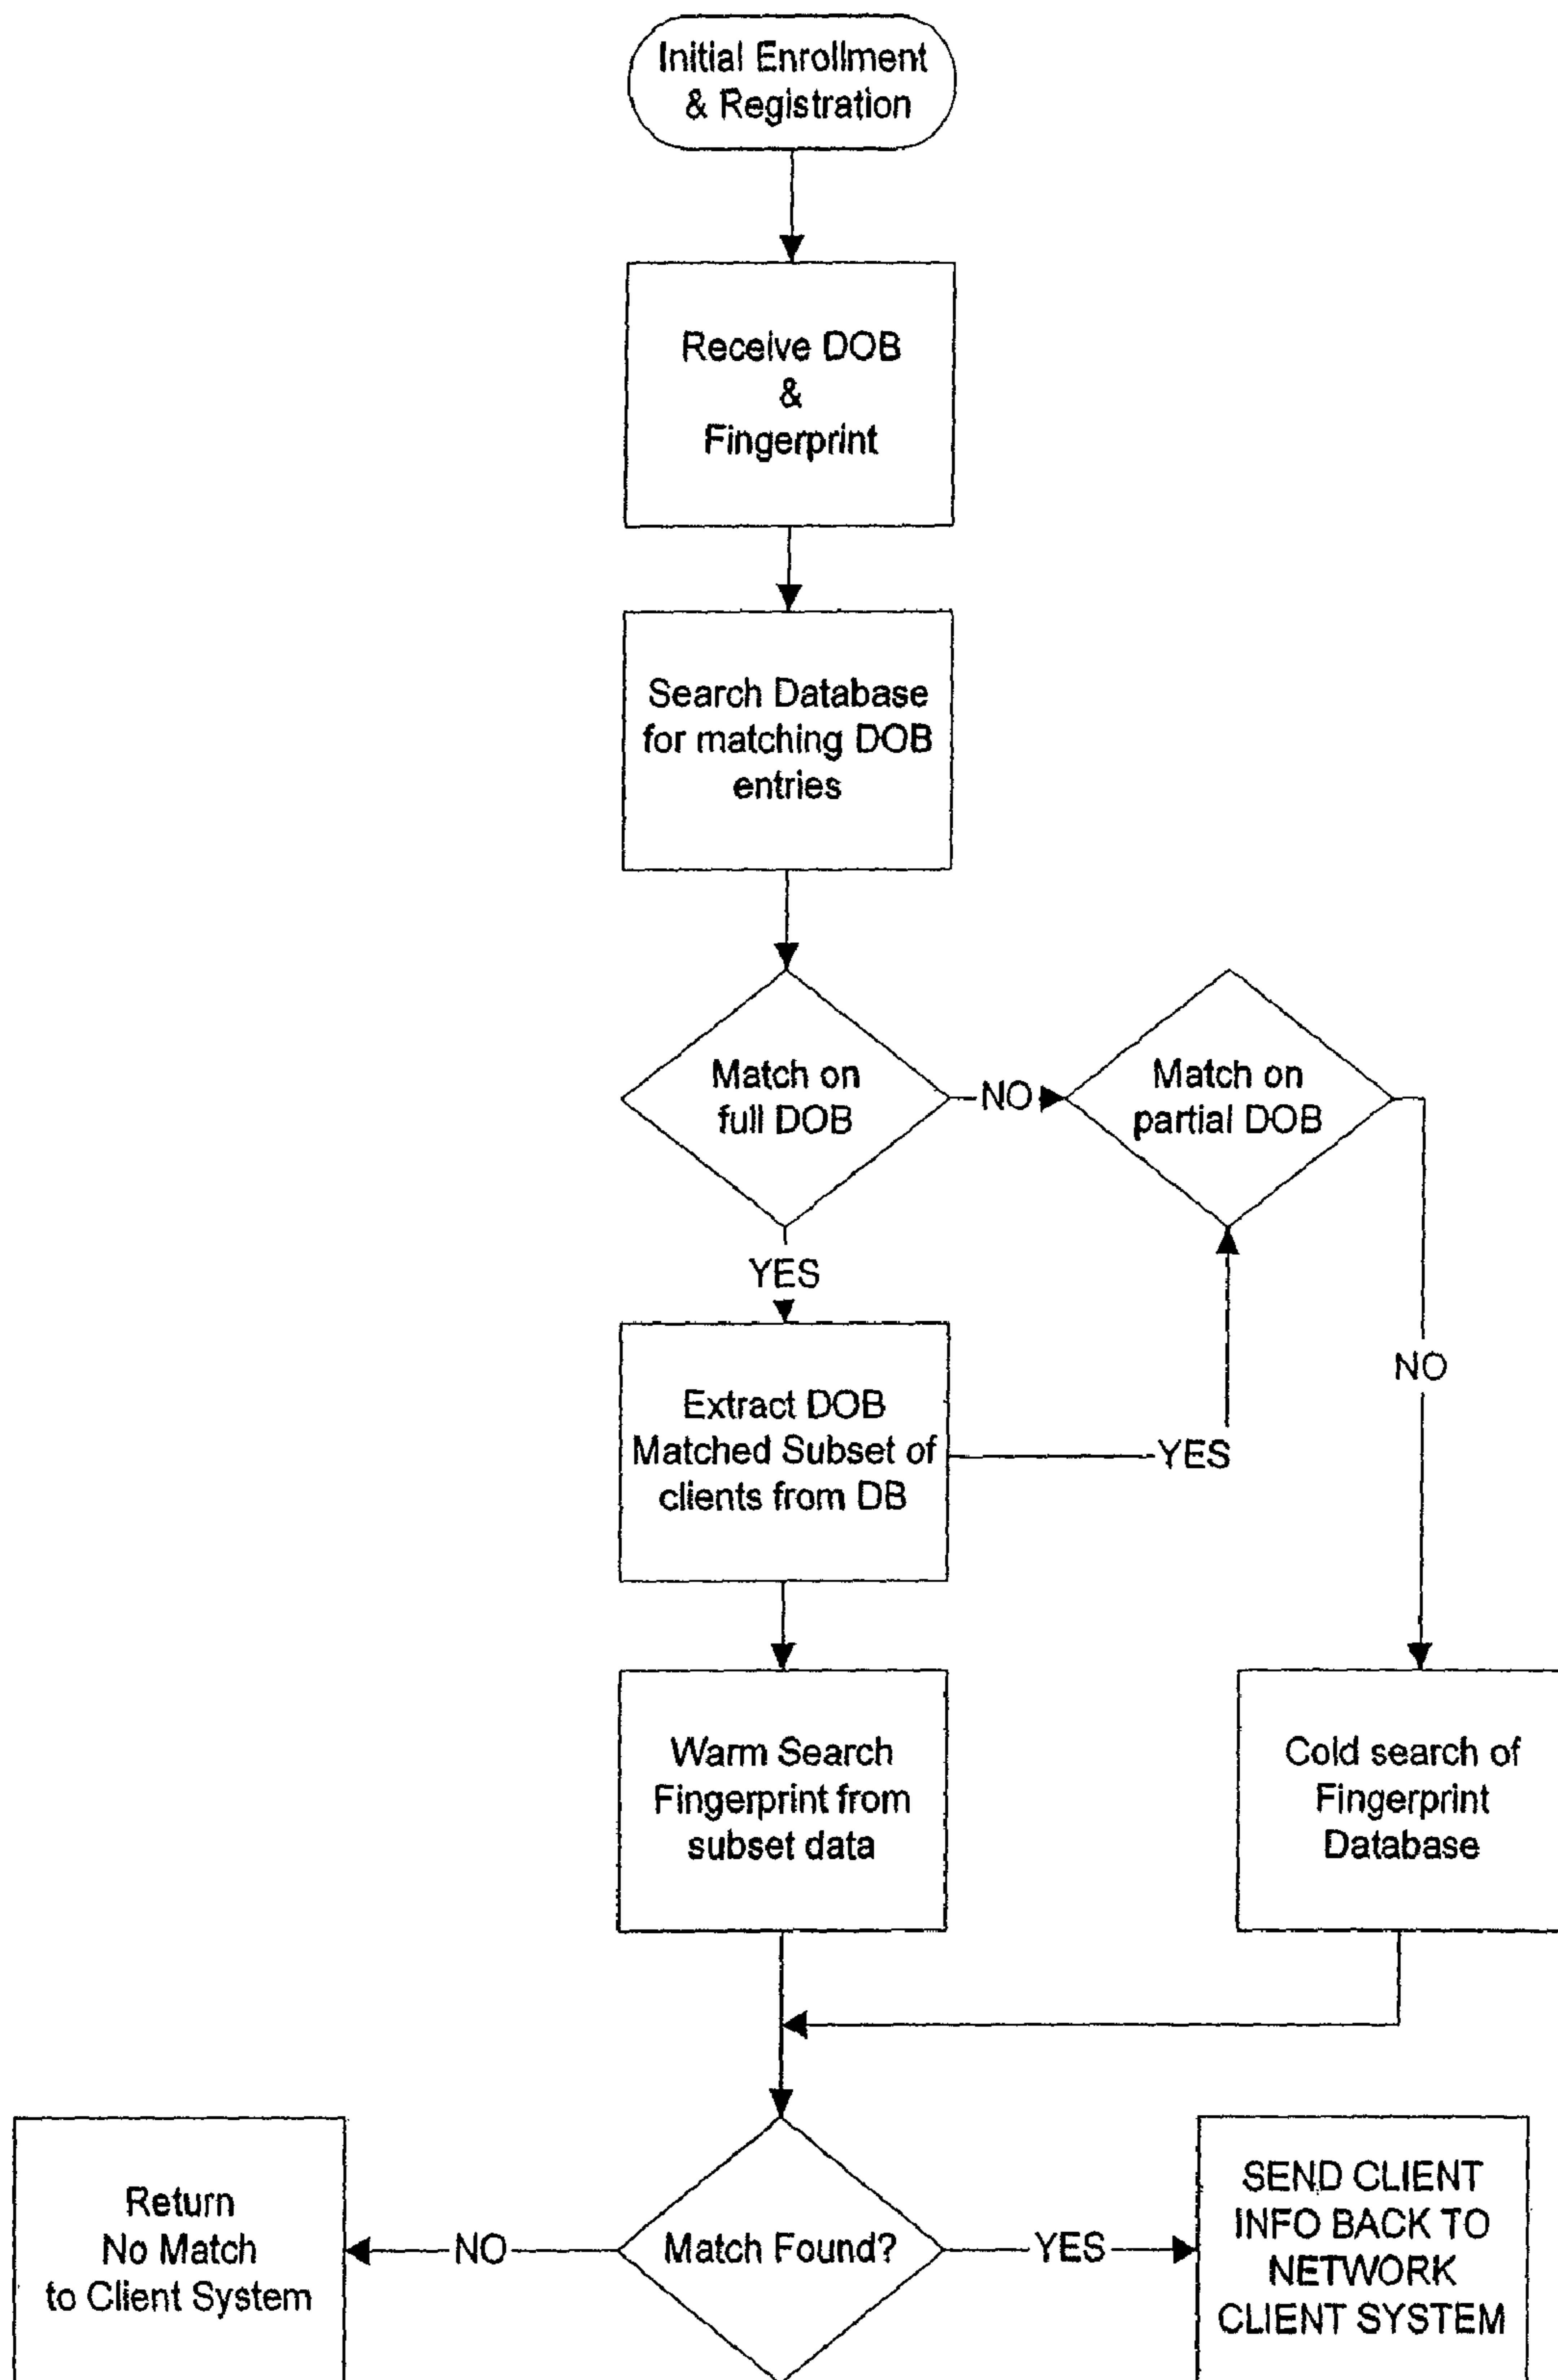 Initial Enrollment
& Registration
Receive DOB
&
Fingerprint
Search Database
for matching DOB
entries
Match on
full DOB
NO
Match on
partial DOB
YES
NO
Extract DOB
Matched Subset of
clients from DB
YES
Warm Search
Fingerprint from
subset data
Cold search of
Fingerprint
Database
Return
No Match
to Client System
NO
Match Found?
YES
SEND CLIENT
INFO BACK TO
NETWORK
CLIENT SYSTEM